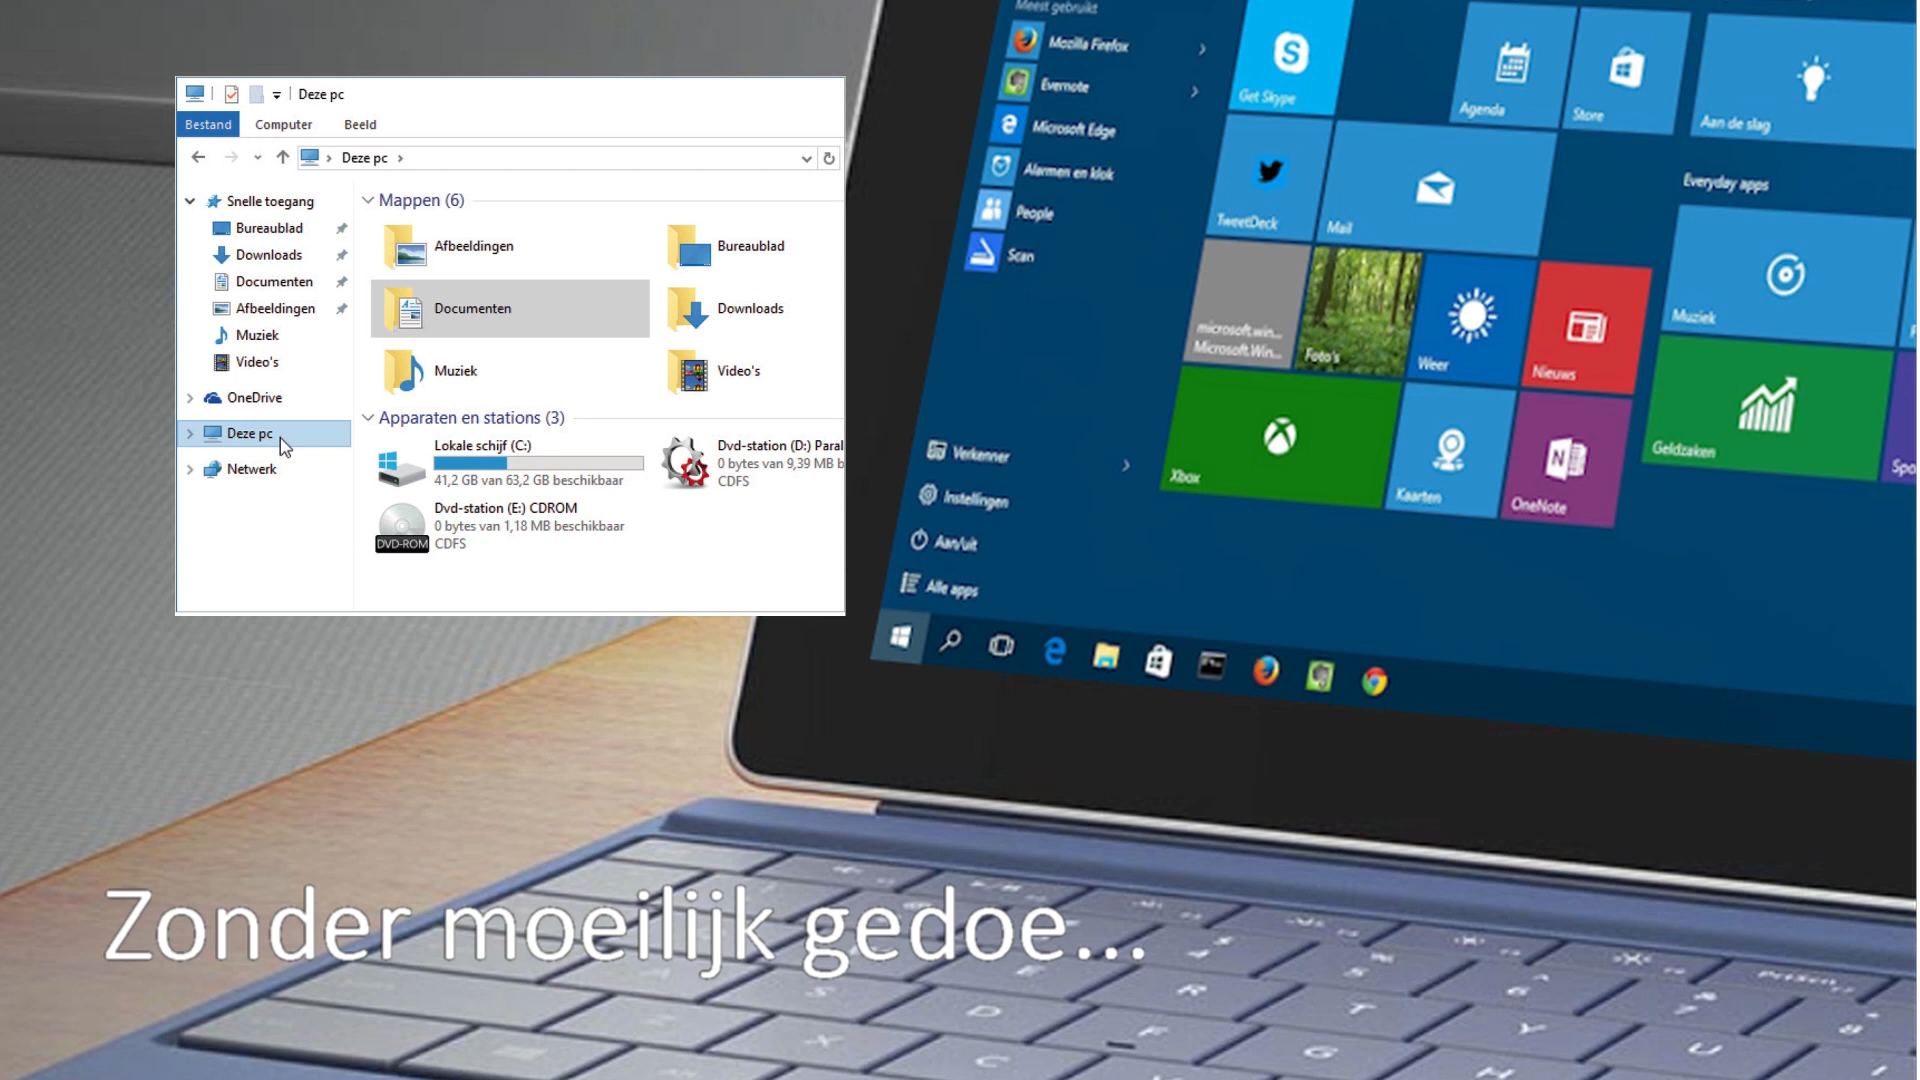 Deze pc
Bestand
Computer
Beeld
Deze pc
Snelle toegang
Bureaublad
Downloads
Documenten
Afbeeldingen
Muziek
Video's
OneDrive
Deze pc
Netwerk
Mappen (6)
Afbeeldingen
Bureaublad
Documenten
Downloads
Muziek
Video's
Apparaten en stations (3)
Lokale schijf (C:)
41,2 GB van 63,2 GB beschikbaar
Dvd-station (D:) Paral
0 bytes van 9,39 MB b
CDFS
Dvd-station (E:) CDROM
0 bytes van 1,18 MB beschikbaar
DVD-ROM
CDFS
Meest gebruikt
Mozilla Firefox
Evernote
Microsoft Edge
Alarmen en klok
People
Scan
Verkenner
Instellingen
Aan/uit
Alle apps
Get Skype
Agenda
Store
Aan de slag
TweetDeck
Mail
Everyday apps
microsoft.win...
Microsoft.Win...
Foto's
Weer
Nieuws
Muziek
Xbox
Kaarten
OneNote
Geldzaken
Spo
Zonder moeilijk gedoe...